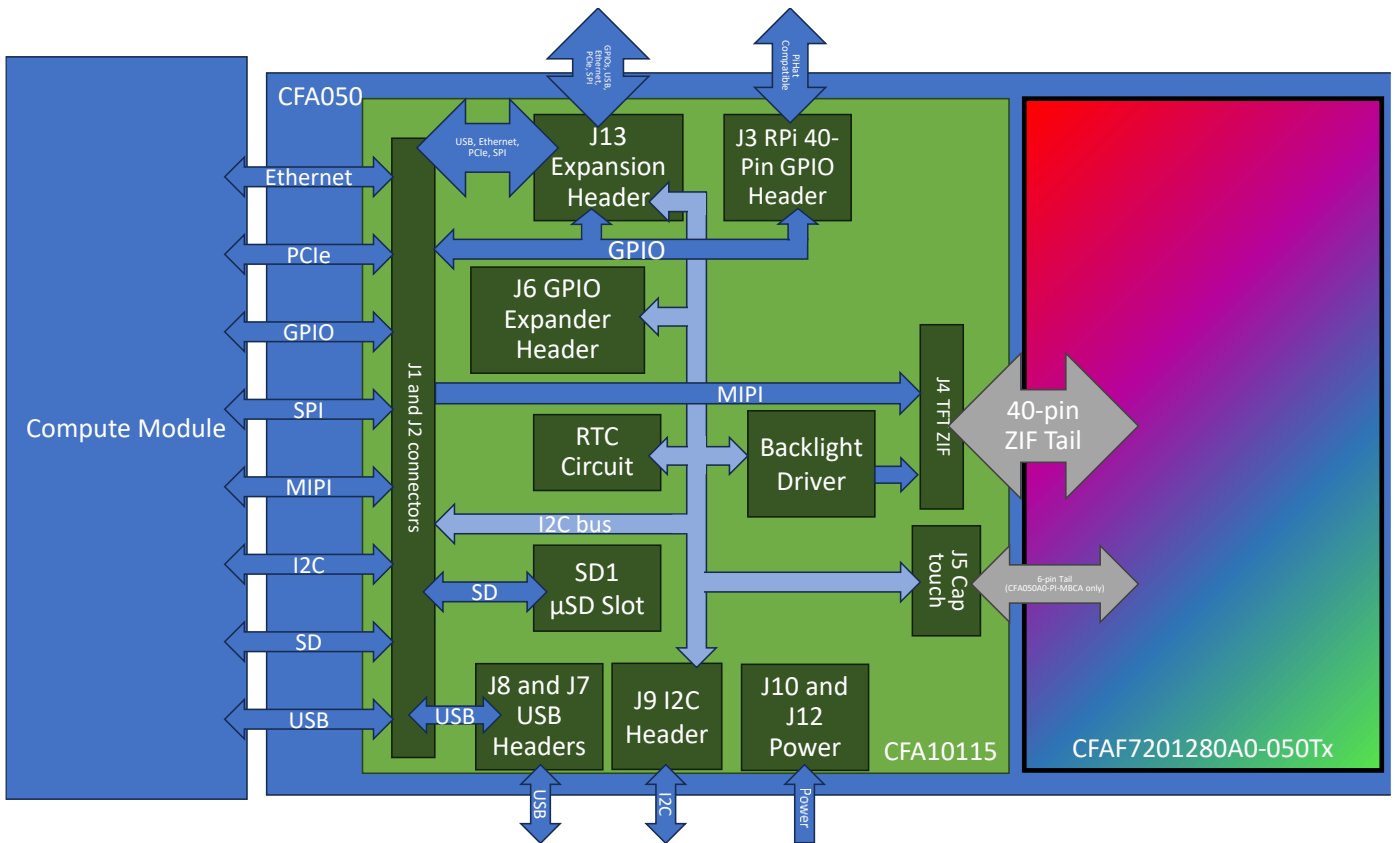 GPIOs, USB,
Ethernet,
PCIe, SPI
PiHat
Compatible
CFA050
USB, Ethernet,
PCIe, SPI
J13
Expansion
Header
J3 RPi 40-
Pin GPIO
Header
Ethernet
PCIe
GPIO
SPI
MIPI
I2C
SD
USB
Compute Module
J1 and J2 connectors
GPIO
J6 GPIO
Expander
Header
MIPI
J4 TFT ZIF
40-pin
ZIF Tail
RTC
Circuit
Backlight
Driver
I2C bus
SD
SD1
µSD Slot
J5 Cap
touch
6-pin Tail
(CFA050A0-PI-MBCA only)
USB
J8 and J7
USB
Headers
J9 I2C
Header
J10 and
J12
Power
CFA10115
CFAF7201280A0-050Tx
USB
I2C
Power